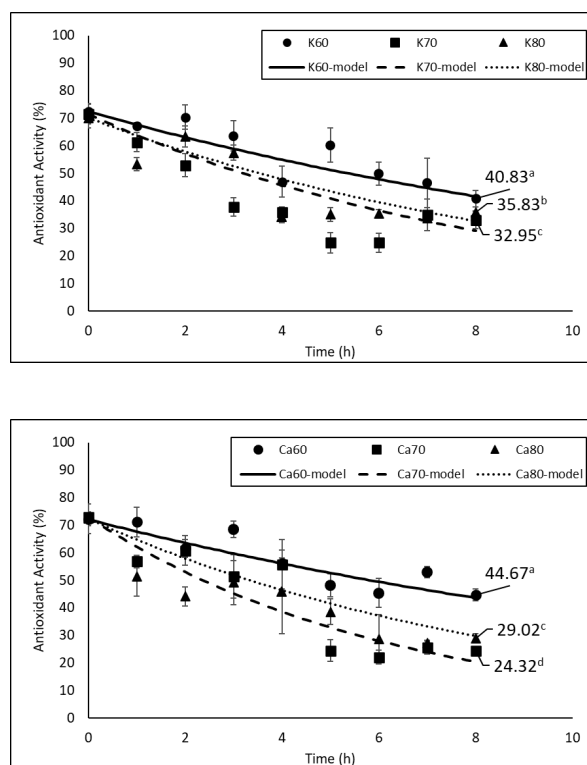 K60 K70 K80
K60-model K70-model K80-model
100
90
80
70
60
50
40
30
20
10
0
Antioxidant Activity (%)
40.83ᵃ
35.83ᵇ
32.95ᶜ
0 2 4 6 8 10
Time (h)
Ca60 Ca70 Ca80
Ca60-model Ca70-model Ca80-model
100
90
80
70
60
50
40
30
20
10
0
Antioxidant Activity (%)
44.67ᵃ
29.02ᶜ
24.32ᵈ
0 2 4 6 8 10
Time (h)